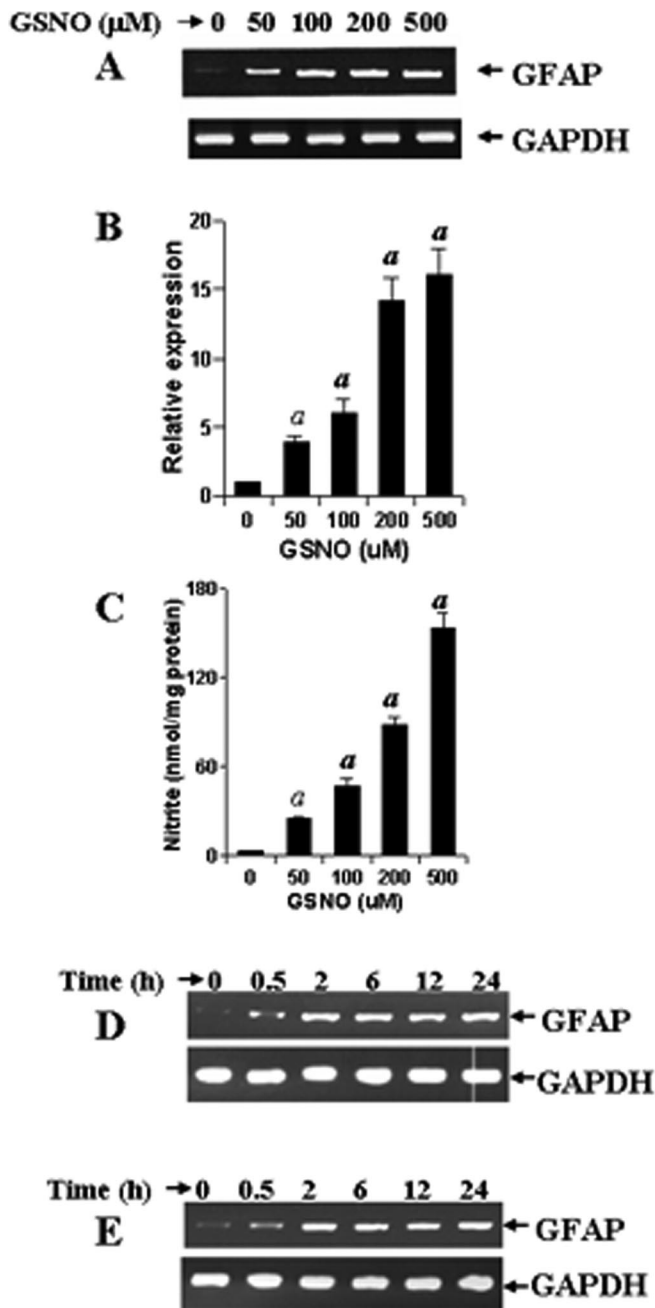 GSNO (μM) → 0 50 100 200 500
A
← GFAP
← GAPDH
B
Relative expression
20
15
10
5
0
a
a
a
a
0 50 100 200 500
GSNO (uM)
C
Nitrite (nmol/mg protein)
180
120
60
0
a
a
a
a
0 50 100 200 500
GSNO (uM)
Time (h) → 0 0.5 2 6 12 24
D
← GFAP
← GAPDH
Time (h) → 0 0.5 2 6 12 24
E
← GFAP
← GAPDH